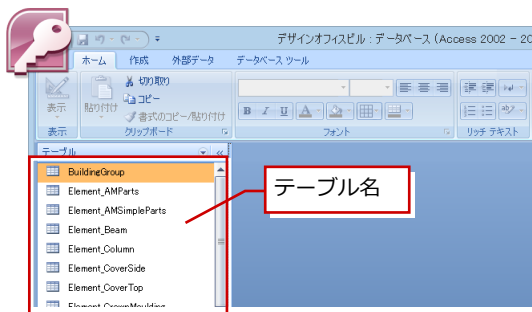 デザインオフィスビル : データベース (Access 2002 - 20
ホーム 作成 外部データ データベース ツール
表示
貼り付け
切り取り
コピー
書式のコピー/貼り付け
B I U A
表示 クリップボード フォント リッチ テキスト
テーブル
BuildingGroup
Element_AMParts
Element_AMSimpleParts
Element_Beam
Element_Column
Element_CoverSide
Element_CoverTop
Element_CrownMoulding
テーブル名